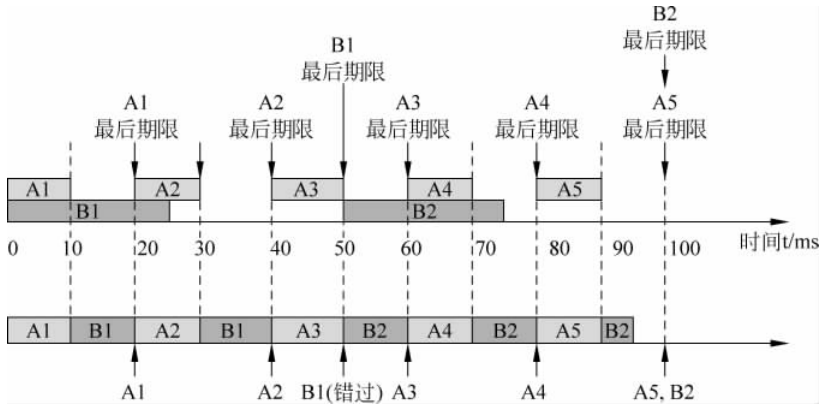 B2
最后期限
B1
最后期限
A1
最后期限
A2
最后期限
A3
最后期限
A4
最后期限
A5
最后期限
A1 A2 A3 A4 A5
B1 B2
0 10 20 30 40 50 60 70 80 90 100 时间t/ms
A1 B1 A2 B1 A3 B2 A4 B2 A5 B2
A1 A2 B1(错过) A3 A4 A5, B2